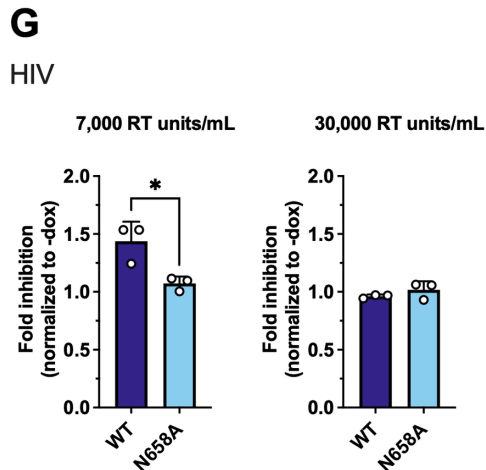 G
HIV
7,000 RT units/mL
30,000 RT units/mL
Fold inhibition
(normalized to -dox)
2.0
1.5
1.0
0.5
0.0
*
WT
N658A
Fold inhibition
(normalized to -dox)
2.0
1.5
1.0
0.5
0.0
WT
N658A